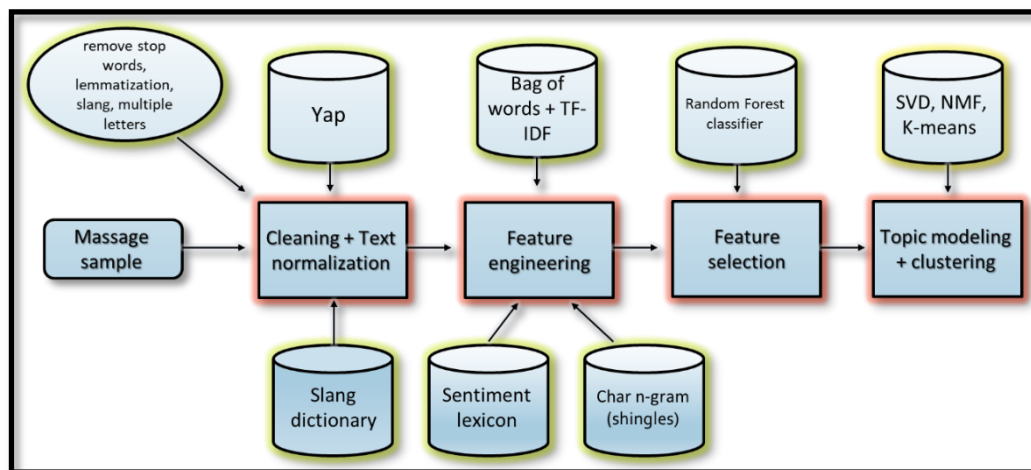 remove stop
words,
lemmatization,
slang, multiple
letters
Yap
Bag of
words + TF-
IDF
Random Forest
classifier
SVD, NMF,
K-means
Massage
sample
Cleaning + Text
normalization
Feature
engineering
Feature
selection
Topic modeling
+ clustering
Slang
dictionary
Sentiment
lexicon
Char n-gram
(shingles)